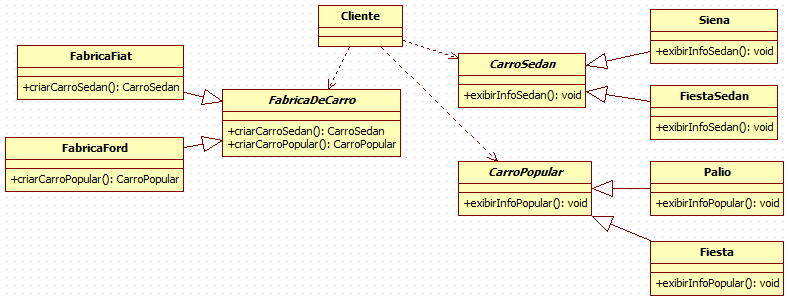 Cliente
Siena
+exibirInfoSedan(): void
FabricaFiat
+criarCarroSedan(): CarroSedan
CarroSedan
+exibirInfoSedan(): void
FiestaSedan
+exibirInfoSedan(): void
FabricaDeCarro
+criarCarroSedan(): CarroSedan
+criarCarroPopular(): CarroPopular
FabricaFord
+criarCarroPopular(): CarroPopular
CarroPopular
+exibirInfoPopular(): void
Palio
+exibirInfoPopular(): void
Fiesta
+exibirInfoPopular(): void